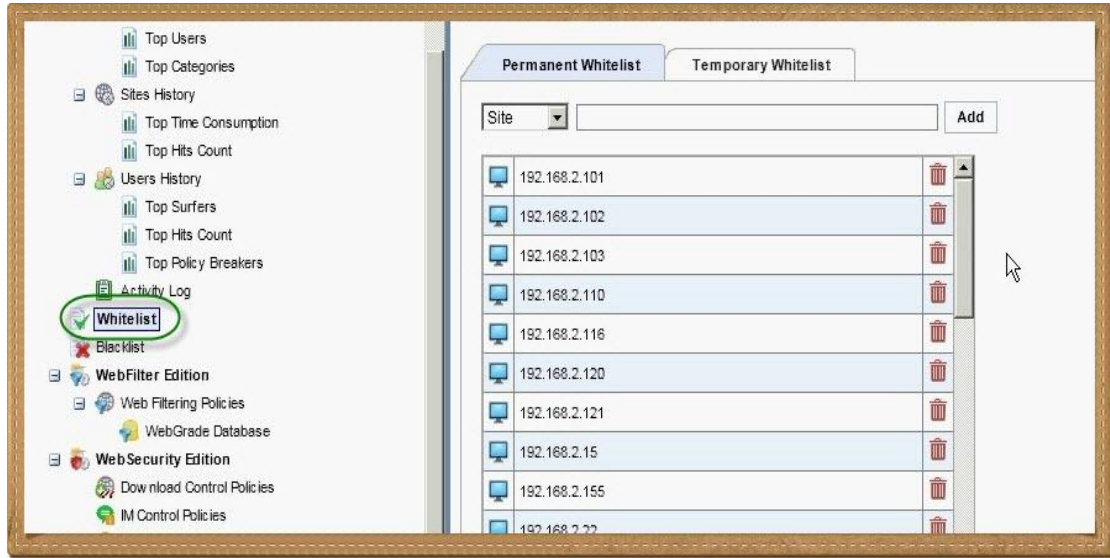 Top Users
Top Categories
Sites History
Top Time Consumption
Top Hits Count
Users History
Top Surfers
Top Hits Count
Top Policy Breakers
Activity Log
Whitelist
Blacklist
WebFilter Edition
Web Filtering Policies
WebGrade Database
WebSecurity Edition
Download Control Policies
IM Control Policies
Permanent Whitelist
Temporary Whitelist
Site
Add
192.168.2.101
192.168.2.102
192.168.2.103
192.168.2.110
192.168.2.116
192.168.2.120
192.168.2.121
192.168.2.15
192.168.2.155
192.168.2.22